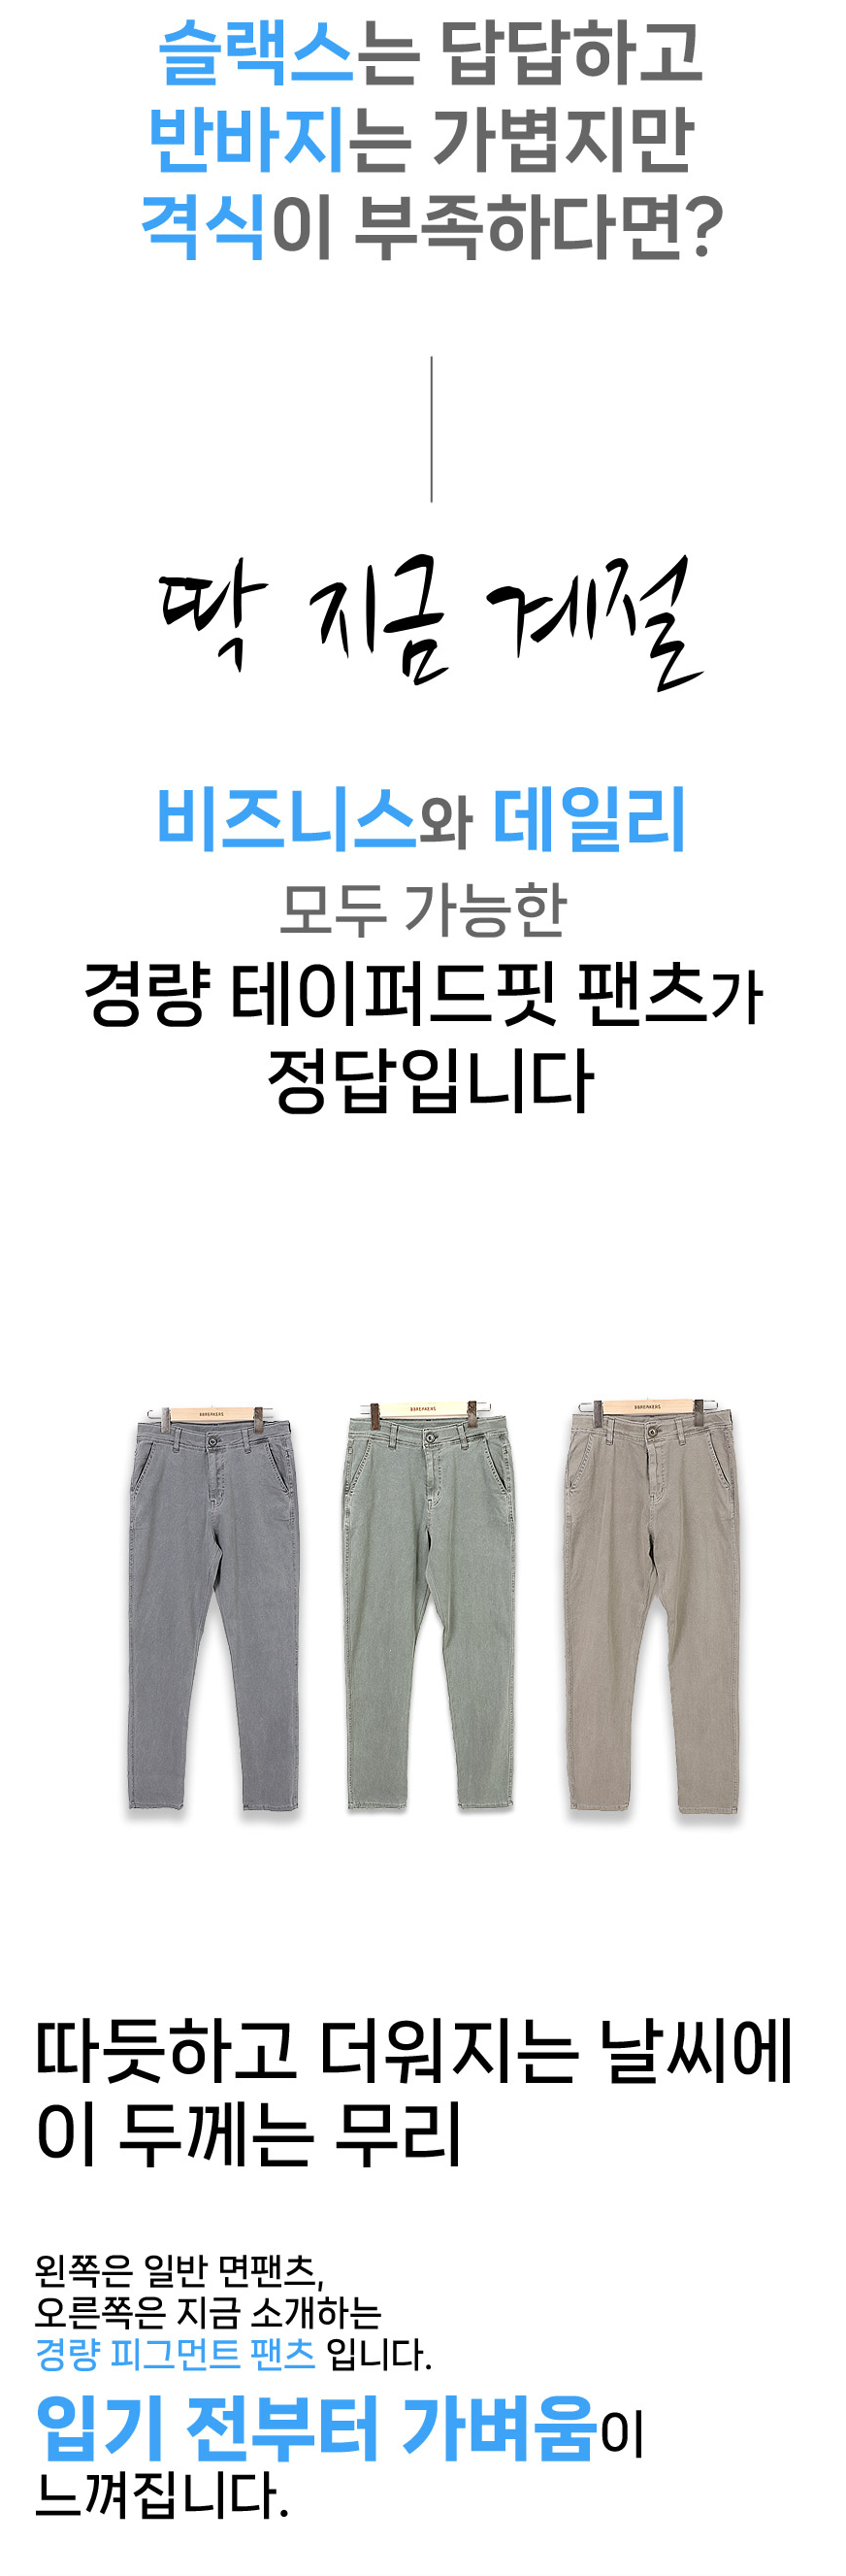 슬랙스는 답답하고
반바지는 가볍지만
격식이 부족하다면?
딱 지금 계절
비즈니스와 데일리
모두 가능한
경량 테이퍼드핏 팬츠가
정답입니다
BBREAKERS BBREAKERS BBREAKERS
따듯하고 더워지는 날씨에
이 두께는 무리
왼쪽은 일반 면팬츠,
오른쪽은 지금 소개하는
경량 피그먼트 팬츠 입니다.
입기 전부터 가벼움이
느껴집니다.